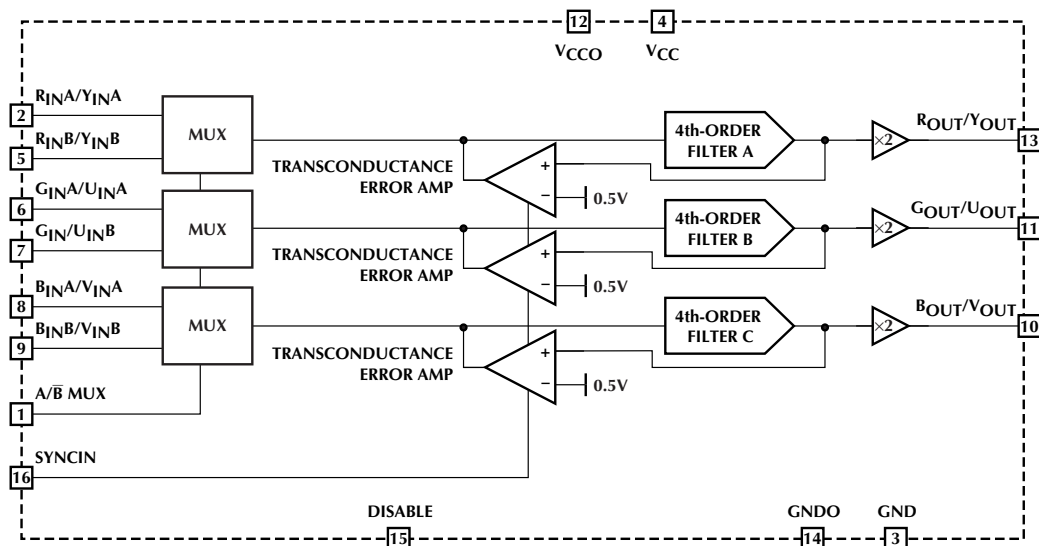 12
4
VCCO
VCC
RINA/YINA
2
MUX
4th-ORDER
FILTER A
×2
ROUT/YOUT
13
RINB/YINB
5
TRANSCONDUCTANCE
ERROR AMP
+
−
0.5V
GINA/UINA
6
MUX
4th-ORDER
FILTER B
×2
GOUT/UOUT
11
GIN/UINB
7
TRANSCONDUCTANCE
ERROR AMP
+
−
0.5V
BINA/VINA
8
MUX
4th-ORDER
FILTER C
×2
BOUT/VOUT
10
BINB/VINB
9
TRANSCONDUCTANCE
ERROR AMP
+
−
0.5V
A/B̅ MUX
1
SYNCIN
16
DISABLE
15
GNDO
14
GND
3